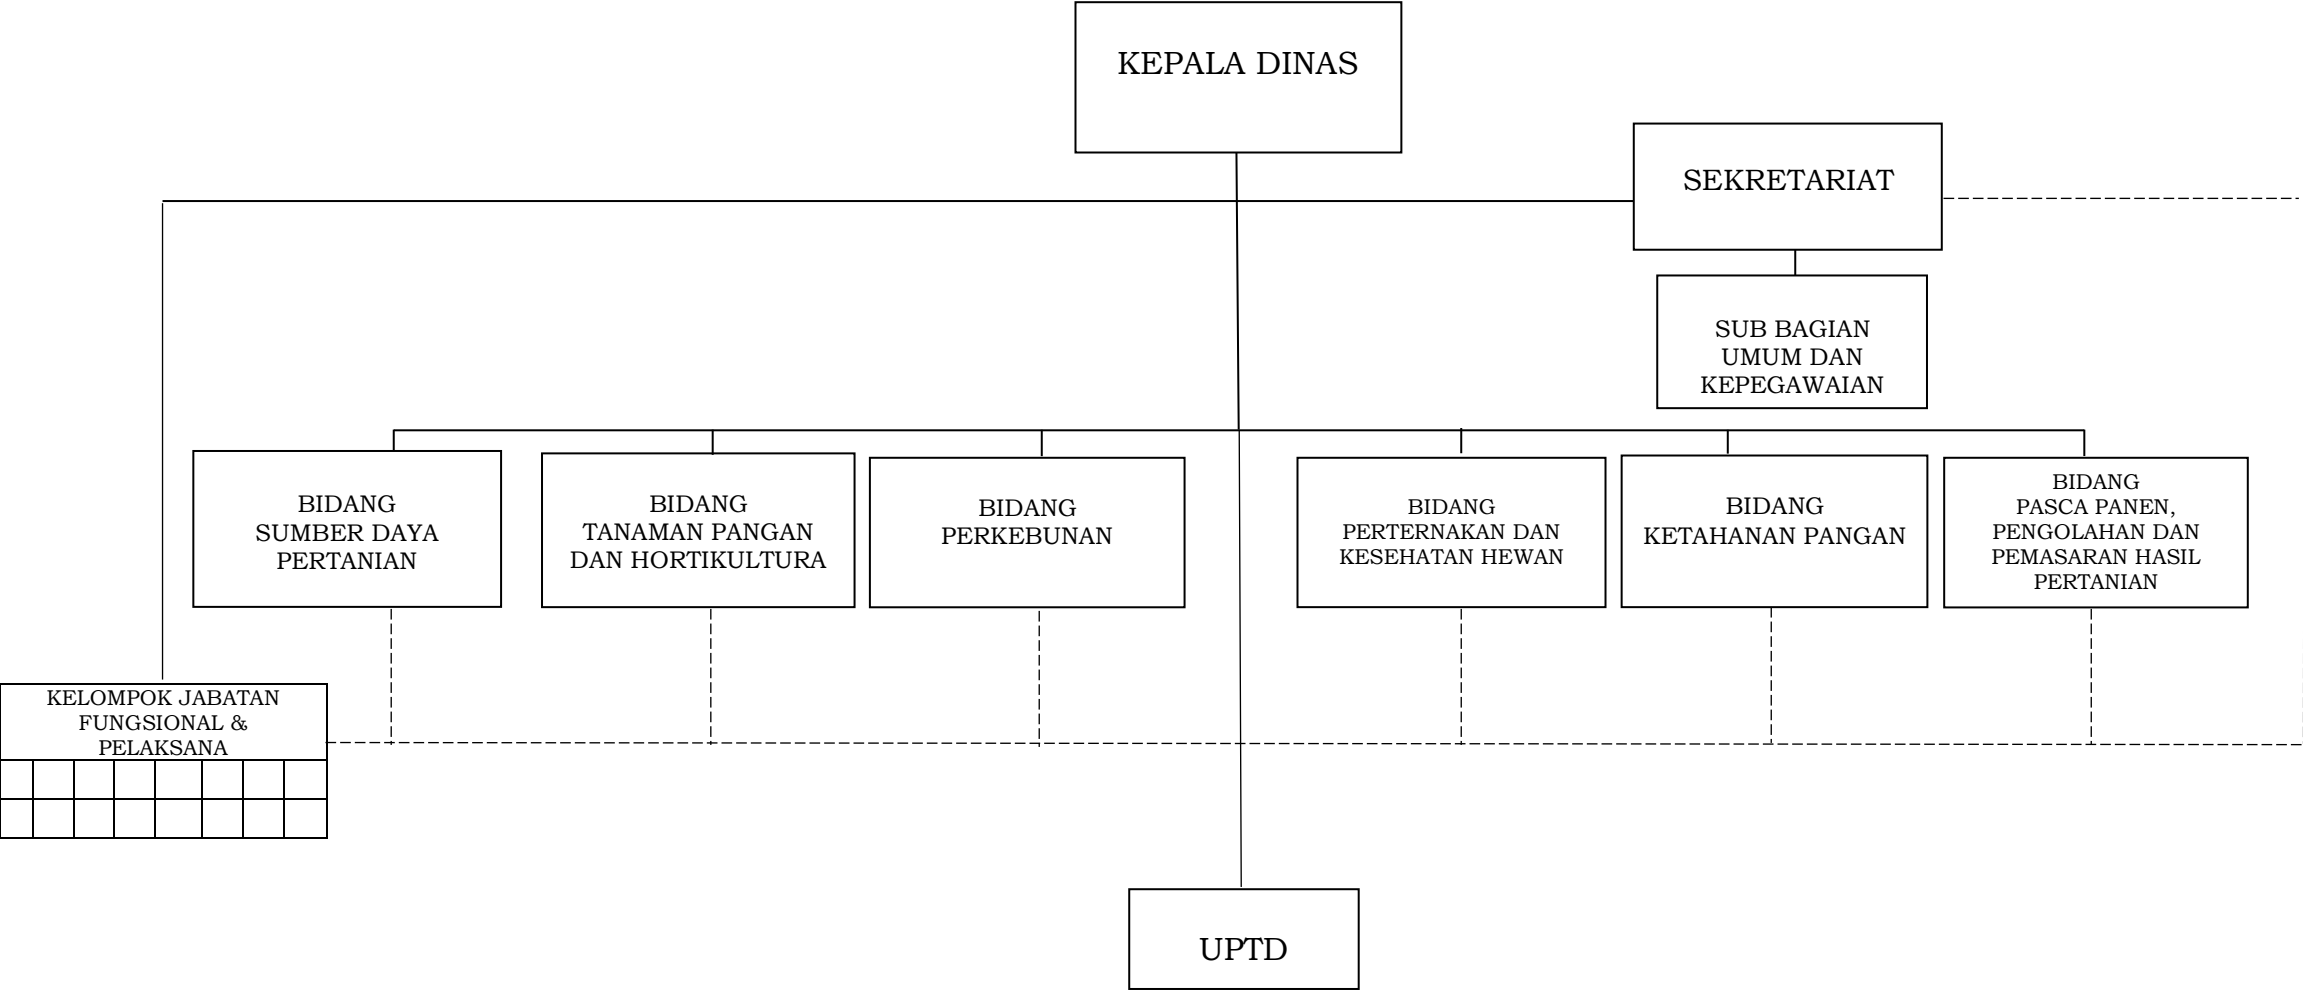 KEPALA DINAS
SEKRETARIAT
SUB BAGIAN
UMUM DAN
KEPEGAWAIAN
BIDANG
SUMBER DAYA
PERTANIAN
BIDANG
TANAMAN PANGAN
DAN HORTIKULTURA
BIDANG
PERKEBUNAN
BIDANG
PERTERNAKAN DAN
KESEHATAN HEWAN
BIDANG
KETAHANAN PANGAN
BIDANG
PASCA PANEN,
PENGOLAHAN DAN
PEMASARAN HASIL
PERTANIAN
KELOMPOK JABATAN
FUNGSIONAL &
PELAKSANA
UPTD